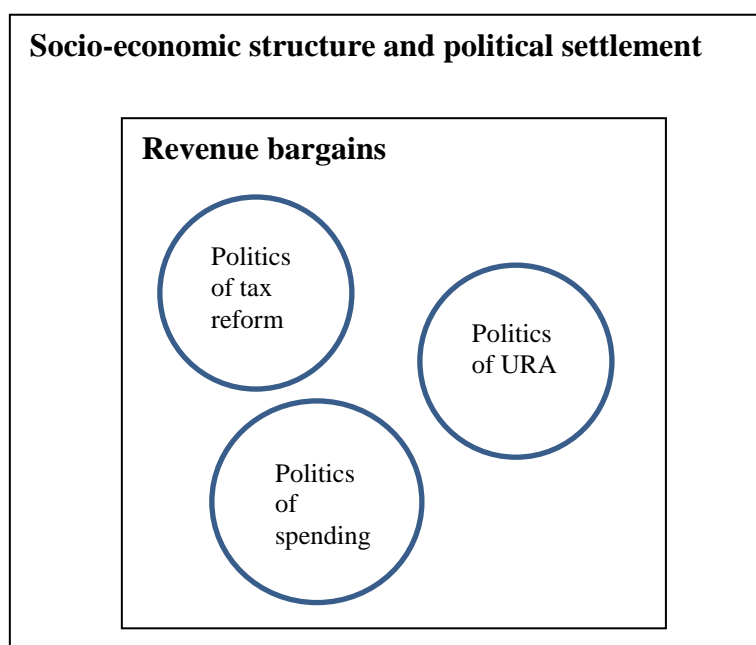 Socio-economic structure and political settlement
Revenue bargains
Politics
of tax
reform
Politics
of URA
Politics
of
spending